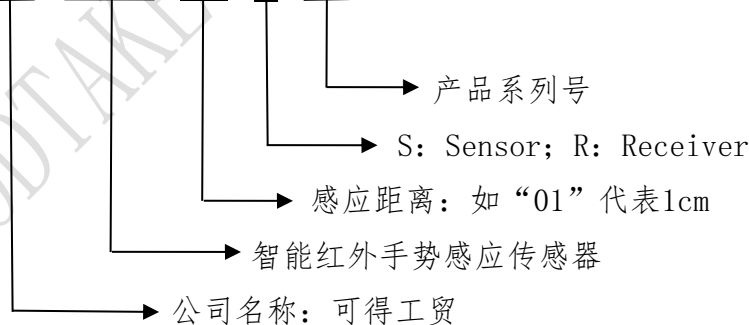 产品系列号
S: Sensor; R: Receiver
感应距离：如“01”代表1cm
智能红外手势感应传感器
公司名称：可得工贸